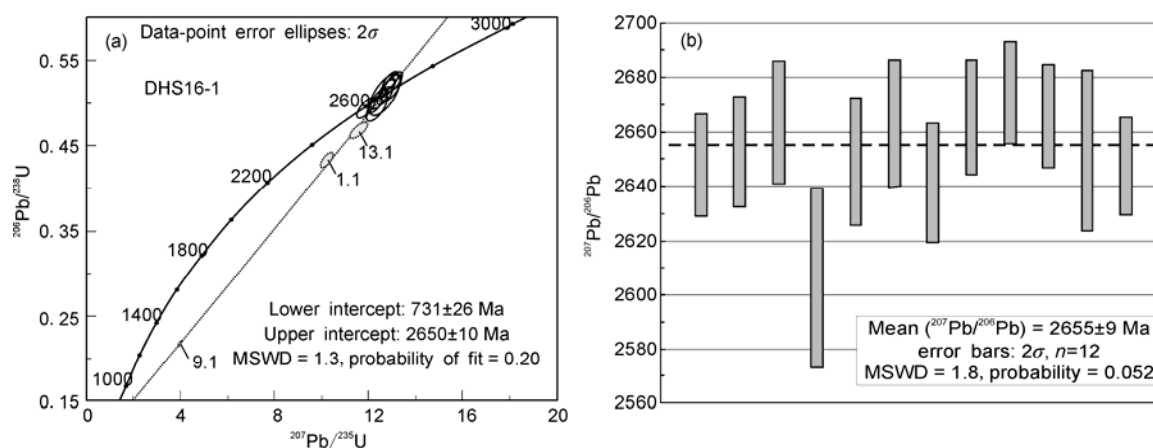 (a)
Data-point error ellipses: 2σ
DHS16-1
3000
2600
2200
1800
1400
1000
13.1
1.1
9.1
Lower intercept: 731±26 Ma
Upper intercept: 2650±10 Ma
MSWD = 1.3, probability of fit = 0.20
0.55
0.45
0.35
0.25
0.15
0
4
8
12
16
20
²⁰⁶Pb/²³⁸U
²⁰⁷Pb/²³⁵U
(b)
2700
2680
2660
2640
2620
2600
2580
2560
²⁰⁷Pb/²⁰⁶Pb
Mean (²⁰⁷Pb/²⁰⁶Pb) = 2655±9 Ma
error bars: 2σ, n=12
MSWD = 1.8, probability = 0.052